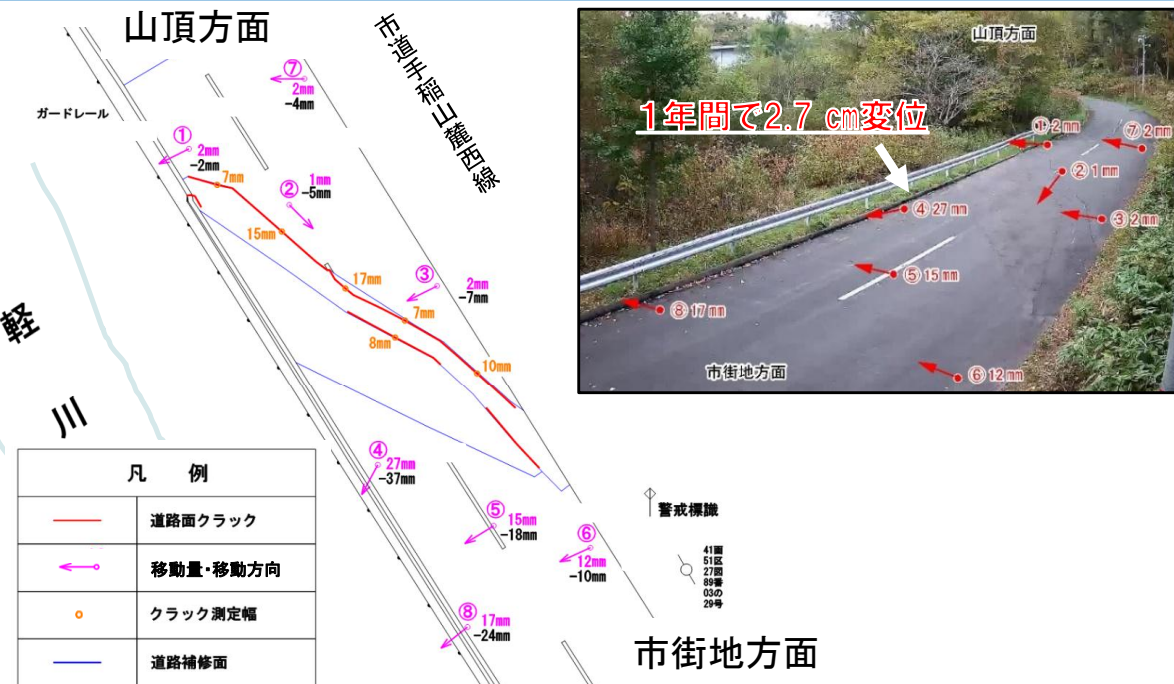 山頂方面
市道手稲山麓西線
ガードレール
⑦
2mm
-4mm
①
2mm
-2mm
7mm
②
1mm
-5mm
15mm
③
2mm
-7mm
17mm
7mm
8mm
10mm
軽
川
④
27mm
-37mm
⑤
15mm
-18mm
⑥
12mm
-10mm
⑧
17mm
-24mm
警戒標識
41画
51区
27図
89番
03の
29号
市街地方面
凡 例
道路面クラック
移動量・移動方向
クラック測定幅
道路補修面
山頂方面
1年間で2.7 cm変位
① 2mm
⑦ 2mm
② 1mm
③ 2mm
④ 27mm
⑤ 15mm
⑧ 17mm
⑥ 12mm
市街地方面